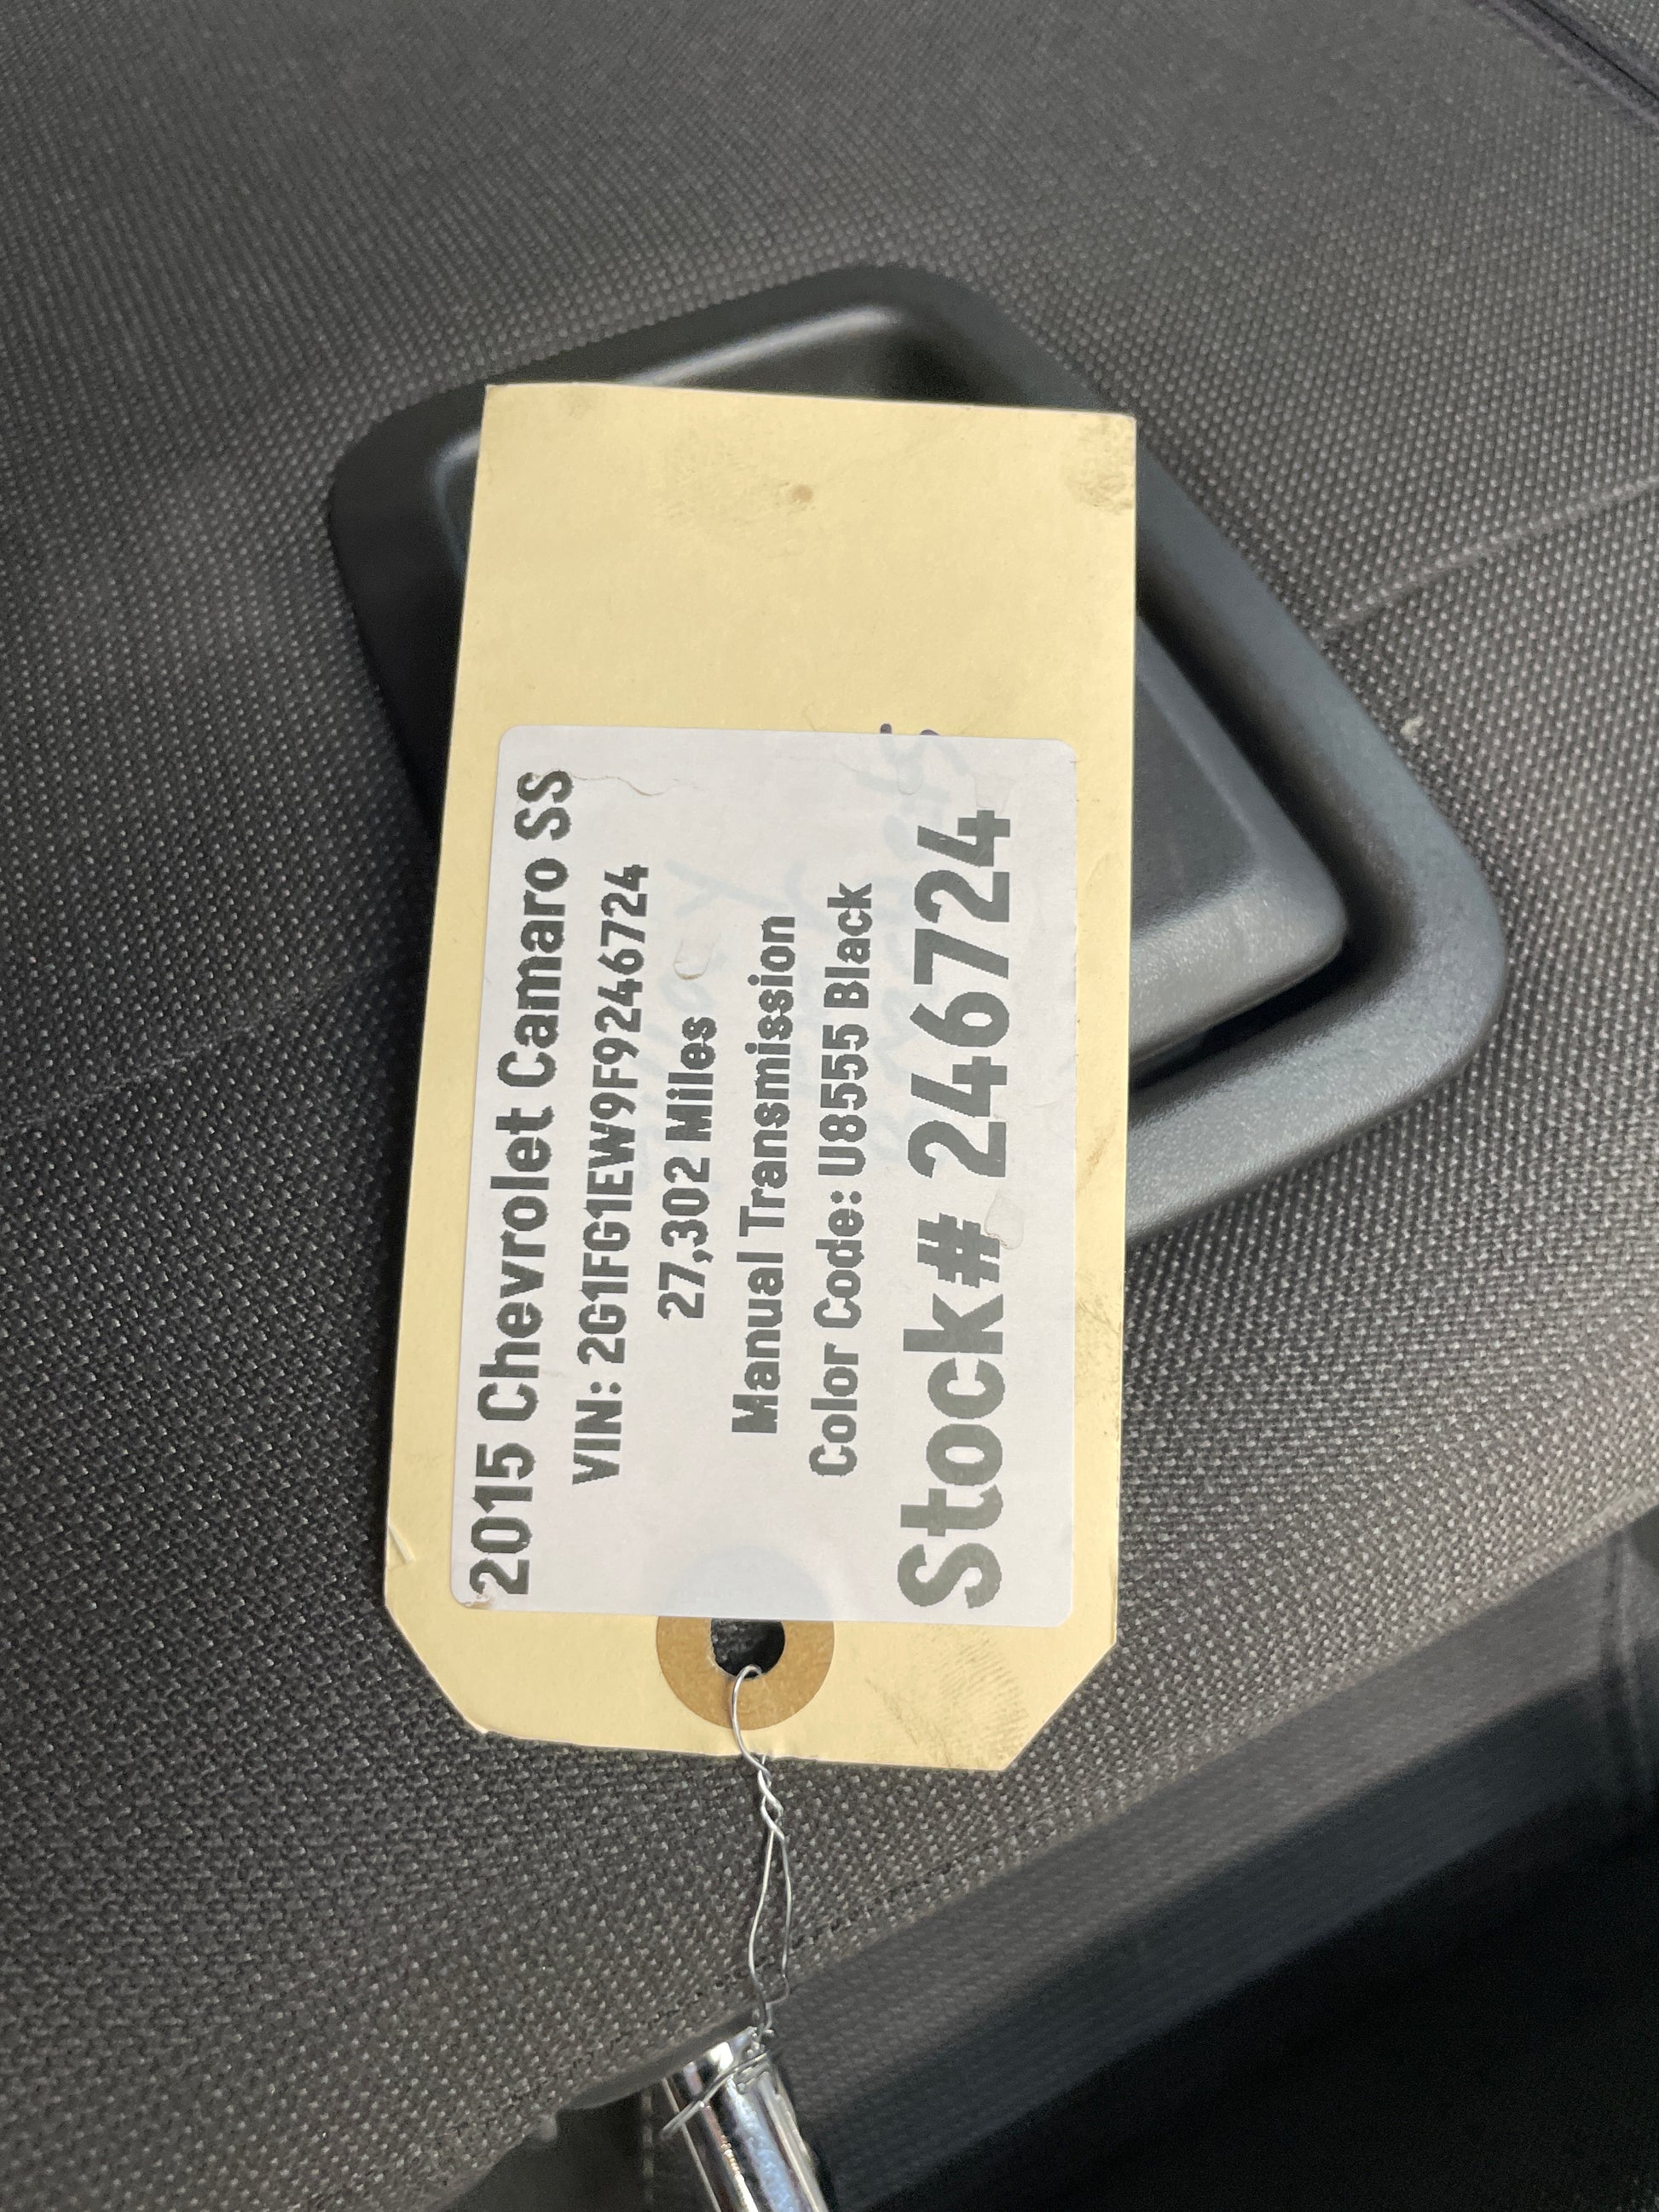 2015 Chevrolet Camaro SS
VIN: 2G1FG1EW9F9246724
27,302 Miles
Manual Transmission
Color Code: U8555 Black
Stock# 246724